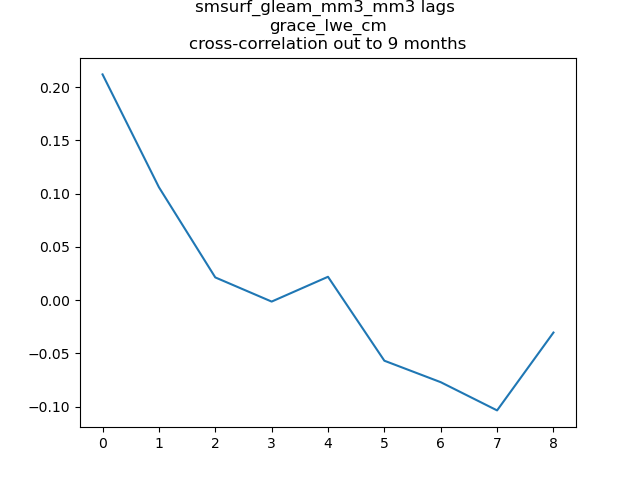 smsurf_gleam_mm3_mm3 lags
grace_lwe_cm
cross-correlation out to 9 months
0.20
0.15
0.10
0.05
0.00
−0.05
−0.10
0 1 2 3 4 5 6 7 8